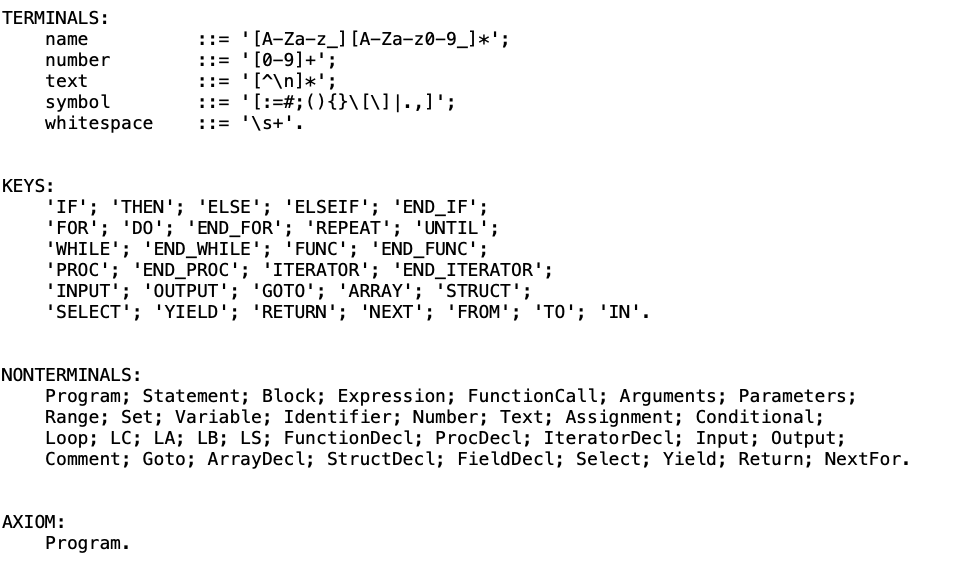 TERMINALS:
    name          ::= '[A-Za-z_][A-Za-z0-9_]*';
    number        ::= '[0-9]+';
    text          ::= '[^\n]*';
    symbol        ::= '[:=#;(){}\[\]|.,]';
    whitespace    ::= '\s+'.
KEYS:
    'IF'; 'THEN'; 'ELSE'; 'ELSEIF'; 'END_IF';
    'FOR'; 'DO'; 'END_FOR'; 'REPEAT'; 'UNTIL';
    'WHILE'; 'END_WHILE'; 'FUNC'; 'END_FUNC';
    'PROC'; 'END_PROC'; 'ITERATOR'; 'END_ITERATOR';
    'INPUT'; 'OUTPUT'; 'GOTO'; 'ARRAY'; 'STRUCT';
    'SELECT'; 'YIELD'; 'RETURN'; 'NEXT'; 'FROM'; 'TO'; 'IN'.
NONTERMINALS:
    Program; Statement; Block; Expression; FunctionCall; Arguments; Parameters;
    Range; Set; Variable; Identifier; Number; Text; Assignment; Conditional;
    Loop; LC; LA; LB; LS; FunctionDecl; ProcDecl; IteratorDecl; Input; Output;
    Comment; Goto; ArrayDecl; StructDecl; FieldDecl; Select; Yield; Return; NextFor.
AXIOM:
    Program.